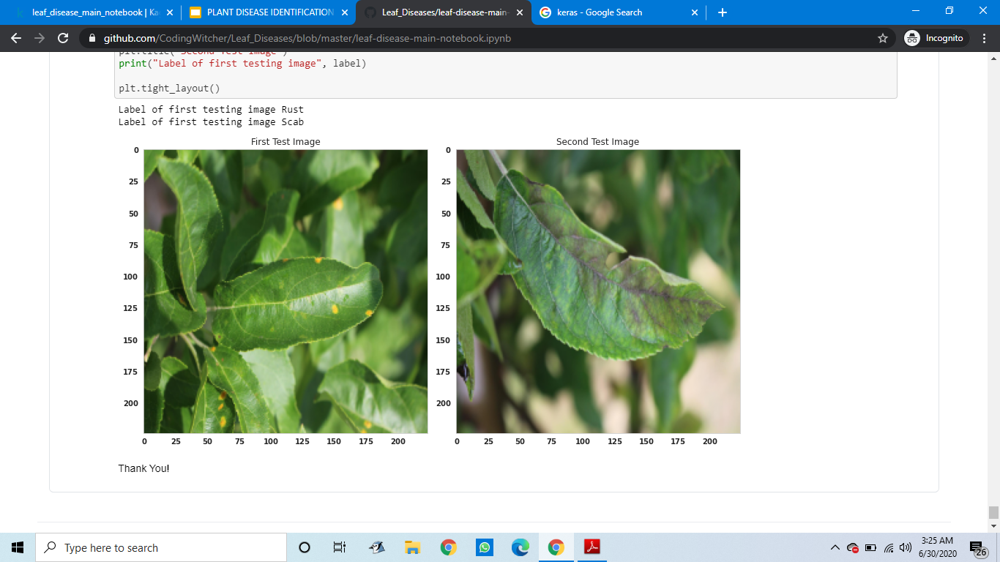 leaf_disease_main_notebook | Ka
PLANT DISEASE IDENTIFICATION
Leaf_Diseases/leaf-disease-main-
keras - Google Search
github.com/CodingWitcher/Leaf_Diseases/blob/master/leaf-disease-main-notebook.ipynb
Incognito
plt.title("Second Test Image")
print("Label of first testing image", label)
plt.tight_layout()
Label of first testing image Rust
Label of first testing image Scab
First Test Image
Second Test Image
0
25
50
75
100
125
150
175
200
0 25 50 75 100 125 150 175 200
0
25
50
75
100
125
150
175
200
0 25 50 75 100 125 150 175 200
Thank You!
Type here to search
3:25 AM
6/30/2020
26